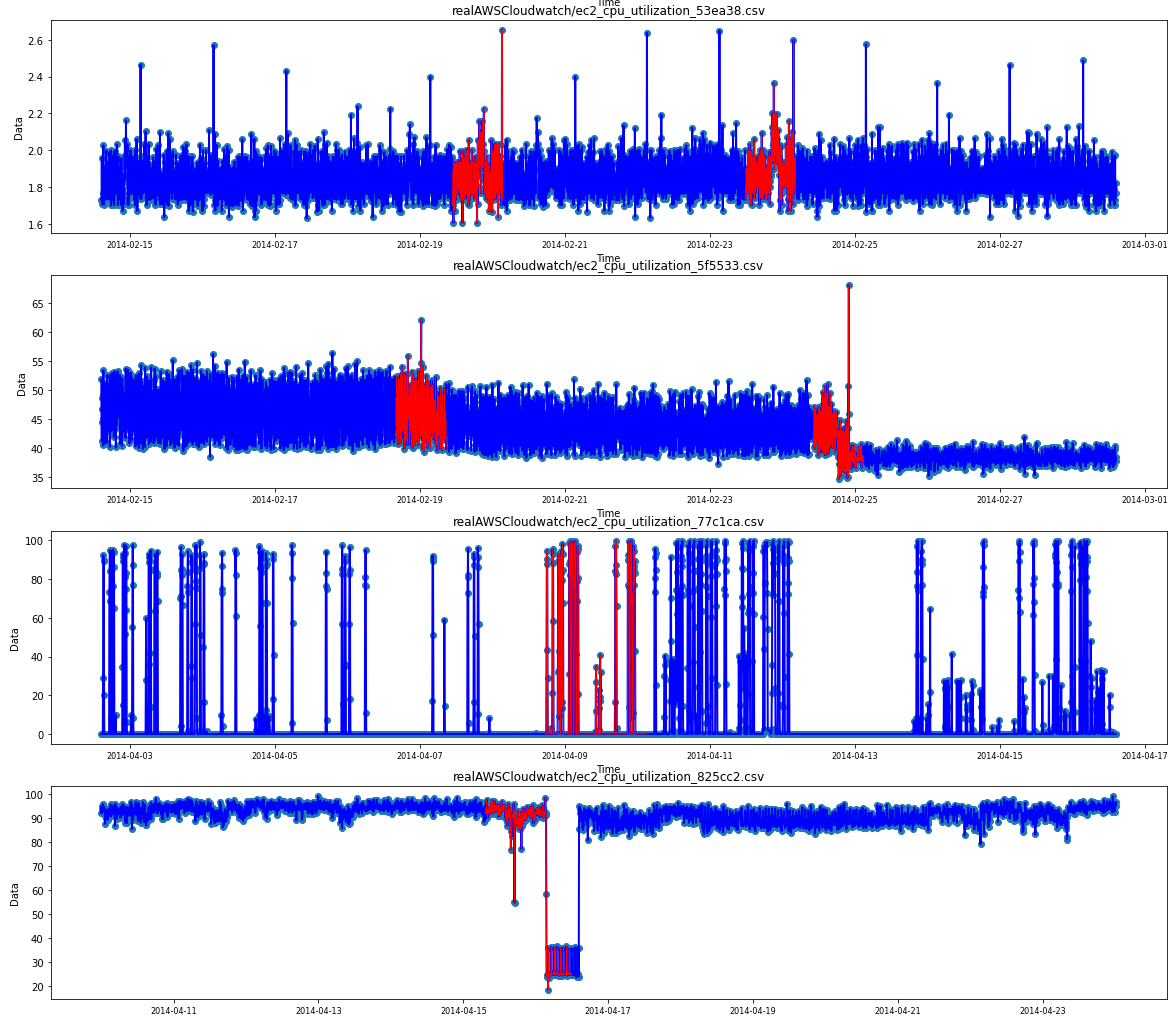 Time
realAWSCloudwatch/ec2_cpu_utilization_53ea38.csv
2.6
2.4
2.2
2.0
1.8
1.6
Data
2014-02-15 2014-02-17 2014-02-19 2014-02-21 2014-02-23 2014-02-25 2014-02-27 2014-03-01
Time
realAWSCloudwatch/ec2_cpu_utilization_5f5533.csv
65
60
55
50
45
40
35
Data
2014-02-15 2014-02-17 2014-02-19 2014-02-21 2014-02-23 2014-02-25 2014-02-27 2014-03-01
Time
realAWSCloudwatch/ec2_cpu_utilization_77c1ca.csv
100
80
60
40
20
0
Data
2014-04-03 2014-04-05 2014-04-07 2014-04-09 2014-04-11 2014-04-13 2014-04-15 2014-04-17
Time
realAWSCloudwatch/ec2_cpu_utilization_825cc2.csv
100
90
80
70
60
50
40
30
20
Data
2014-04-11 2014-04-13 2014-04-15 2014-04-17 2014-04-19 2014-04-21 2014-04-23